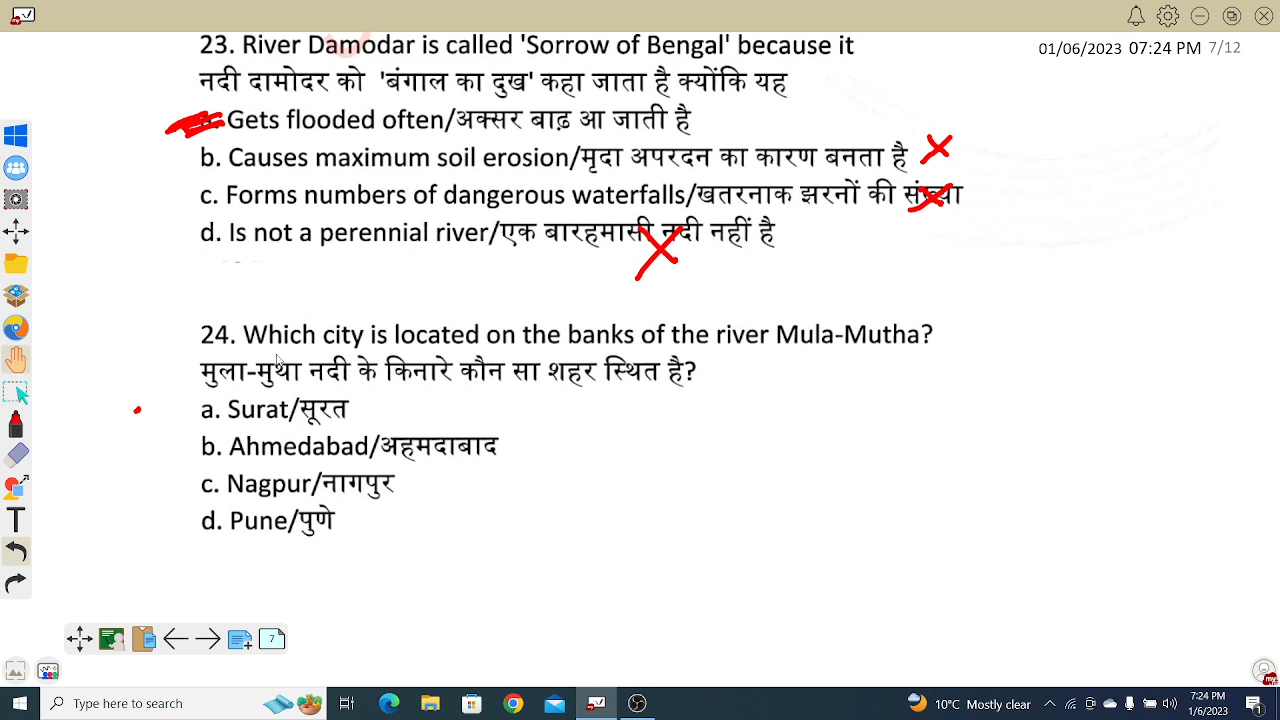 01/06/2023 07:24 PM 7/12
23. River Damodar is called 'Sorrow of Bengal' because it
नदी दामोदर को 'बंगाल का दुख' कहा जाता है क्योंकि यह
Gets flooded often/अक्सर बाढ़ आ जाती है
b. Causes maximum soil erosion/मृदा अपरदन का कारण बनता है
c. Forms numbers of dangerous waterfalls/खतरनाक झरनों की संख्या
d. Is not a perennial river/एक बारहमासी नदी नहीं है
24. Which city is located on the banks of the river Mula-Mutha?
मुला-मुथा नदी के किनारे कौन सा शहर स्थित है?
a. Surat/सूरत
b. Ahmedabad/अहमदाबाद
c. Nagpur/नागपुर
d. Pune/पुणे
7
Type here to search
10°C Mostly clear
7:24 PM
1/6/2023